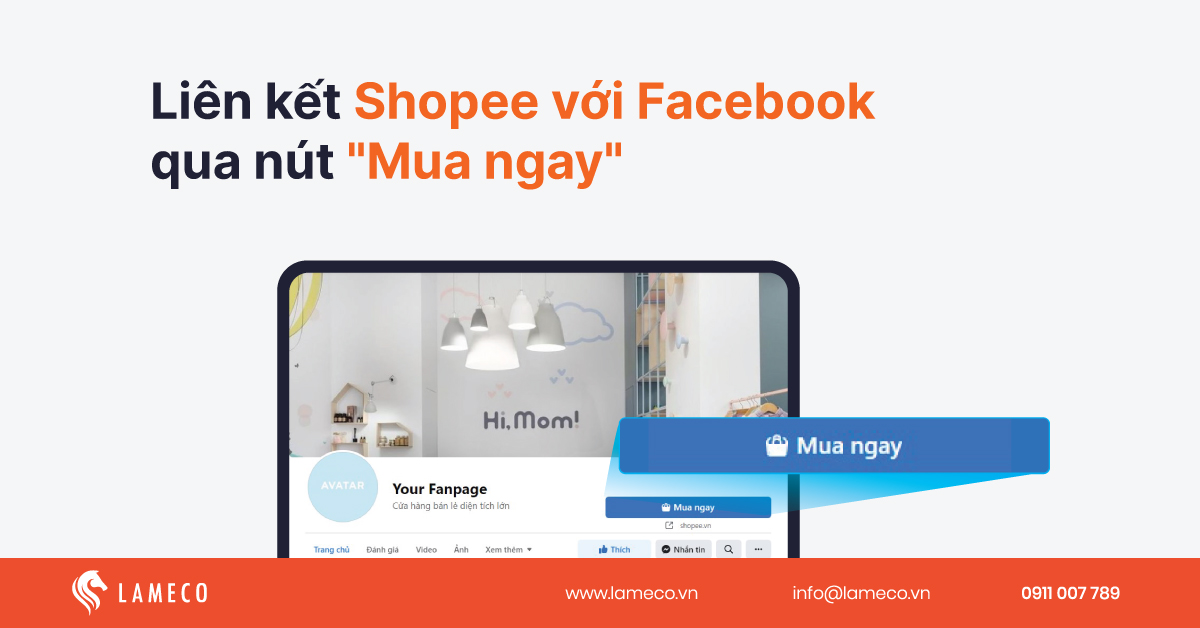 Liên kết Shopee với Facebook
qua nút "Mua ngay"
Hi, Mom!
Mua ngay
AVATAR
Your Fanpage
Cửa hàng bán lẻ diện tích lớn
Mua ngay
shopee.vn
Trang chủ Đánh giá Video Ảnh Xem thêm Thích Nhắn tin
LAMECO www.lameco.vn info@lameco.vn 0911 007 789